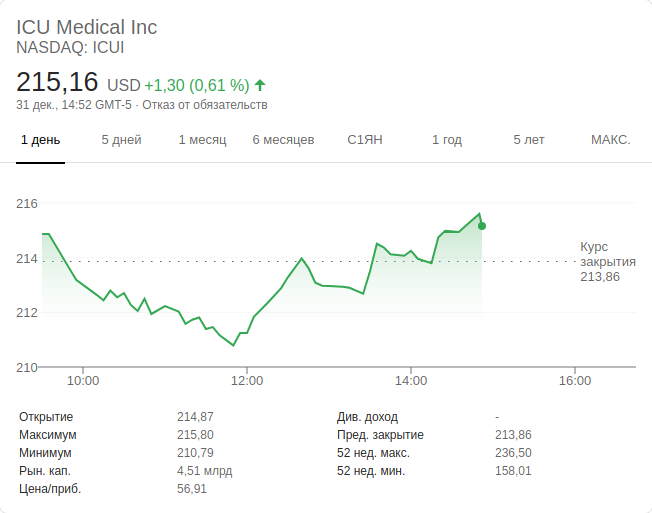 ICU Medical Inc
NASDAQ: ICUI
215,16 USD +1,30 (0,61 %)
31 дек., 14:52 GMT-5 · Отказ от обязательств
1 день 5 дней 1 месяц 6 месяцев С1ЯН 1 год 5 лет МАКС.
216
214
212
210
Курс
закрытия
213,86
10:00 12:00 14:00 16:00
Открытие 214,87 Див. доход -
Максимум 215,80 Пред. закрытие 213,86
Минимум 210,79 52 нед. макс. 236,50
Рын. кап. 4,51 млрд 52 нед. мин. 158,01
Цена/приб. 56,91